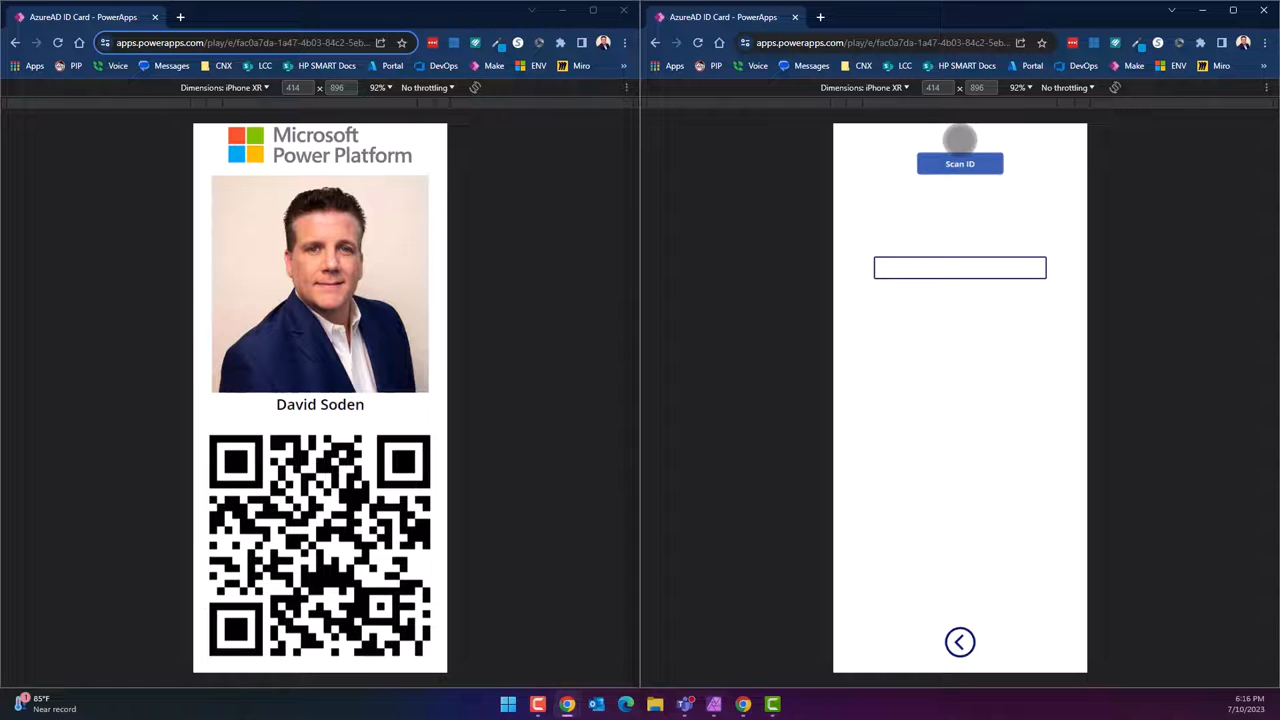 AzureAD ID Card - PowerApps
apps.powerapps.com/play/e/fac0a7da-1a47-4b03-84c2-5eb...
Apps PIP Voice Messages CNX LCC HP SMART Docs Portal DevOps Make ENV Miro »
Dimensions: iPhone XR 414 × 896 92% No throttling
Microsoft
Power Platform
David Soden
AzureAD ID Card - PowerApps
apps.powerapps.com/play/e/fac0a7da-1a47-4b03-84c2-5eb...
Apps PIP Voice Messages CNX LCC HP SMART Docs Portal DevOps Make ENV Miro »
Dimensions: iPhone XR 414 × 896 92% No throttling
Scan ID
1
85°F
Near record
6:16 PM
7/10/2023